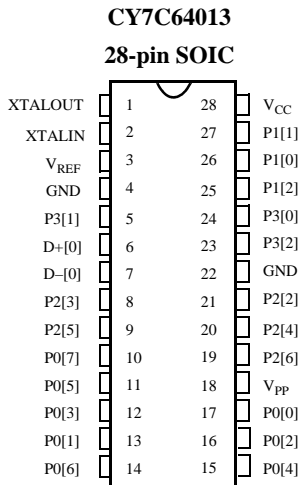 CY7C64013
28-pin SOIC
XTALOUT 1 28 VCC
XTALIN 2 27 P1[1]
VREF 3 26 P1[0]
GND 4 25 P1[2]
P3[1] 5 24 P3[0]
D+[0] 6 23 P3[2]
D–[0] 7 22 GND
P2[3] 8 21 P2[2]
P2[5] 9 20 P2[4]
P0[7] 10 19 P2[6]
P0[5] 11 18 VPP
P0[3] 12 17 P0[0]
P0[1] 13 16 P0[2]
P0[6] 14 15 P0[4]